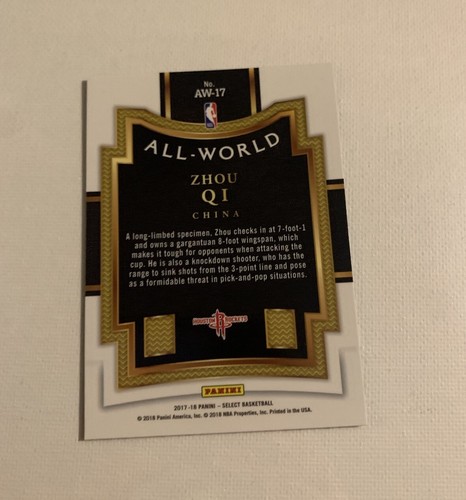 No.
AW-17
ALL-WORLD
ZHOU
QI
CHINA
A long-limbed specimen, Zhou checks in at 7-foot-1
and owns a gargantuan 8-foot wingspan, which
makes it tough for opponents when attacking the
cup. He is also a knockdown shooter, who has the
range to sink shots from the 3-point line and pose
as a formidable threat in pick-and-pop situations.
HOUSTON ROCKETS
PANINI
2017-18 PANINI – SELECT BASKETBALL
© 2018 Panini America, Inc. © 2018 NBA Properties, Inc. Printed in the USA.